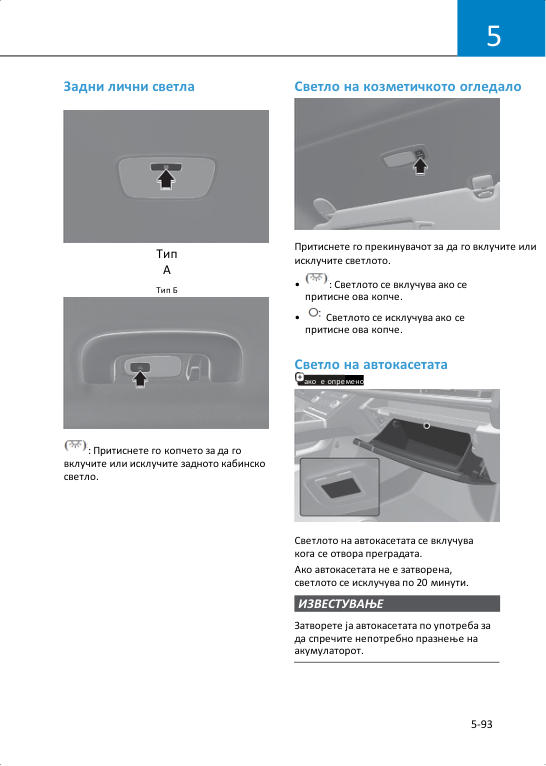 5
Задни лични светла
Тип
А
Тип Б
: Притиснете го копчето за да го
вклучите или исклучите задното кабинско
светло.
Светло на козметичкото огледало
Притиснете го прекинувачот за да го вклучите или
исклучите светлото.
• : Светлото се вклучува ако се
притисне ова копче.
• : Светлото се исклучува ако се
притисне ова копче.
Светло на автокасетата
ако е опремено
Светлото на автокасетата се вклучува
кога се отвора преградата.
Ако автокасетата не е затворена,
светлото се исклучува по 20 минути.
ИЗВЕСТУВАЊЕ
Затворете ја автокасетата по употреба за
да спречите непотребно празнење на
акумулаторот.
5-93